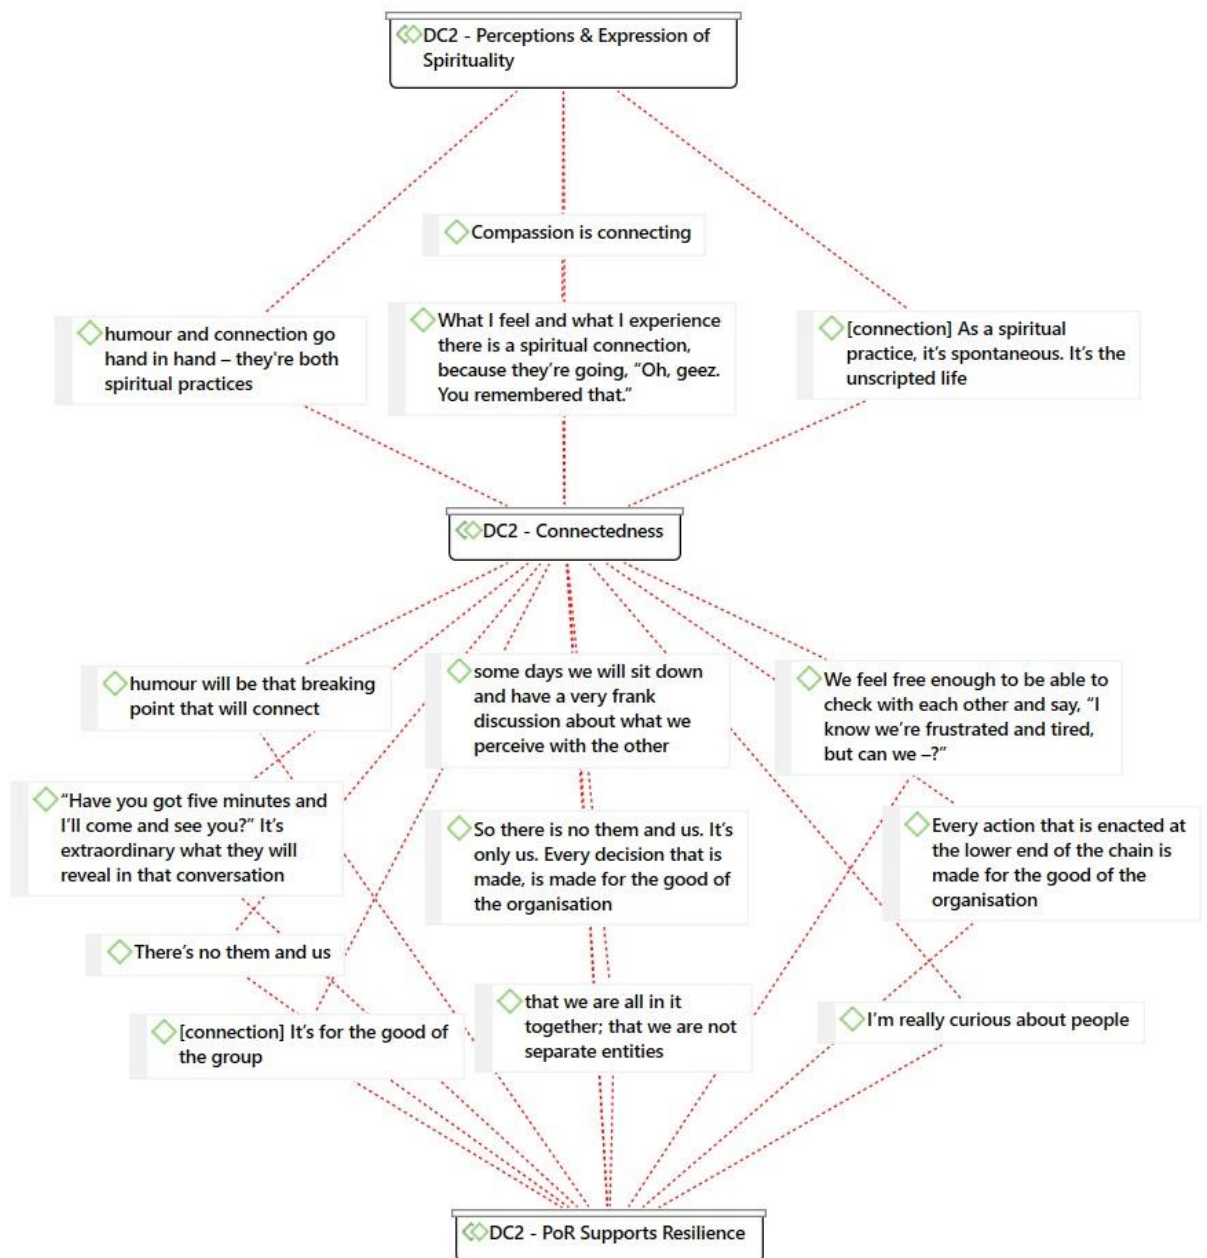 DC2 - Perceptions & Expression of
Spirituality
Compassion is connecting
humour and connection go
hand in hand – they're both
spiritual practices
What I feel and what I experience
there is a spiritual connection,
because they’re going, “Oh, geez.
You remembered that.”
[connection] As a spiritual
practice, it’s spontaneous. It’s the
unscripted life
DC2 - Connectedness
humour will be that breaking
point that will connect
some days we will sit down
and have a very frank
discussion about what we
perceive with the other
We feel free enough to be able to
check with each other and say, “I
know we’re frustrated and tired,
but can we –?”
“Have you got five minutes and
I’ll come and see you?” It’s
extraordinary what they will
reveal in that conversation
So there is no them and us. It’s
only us. Every decision that is
made, is made for the good of
the organisation
Every action that is enacted at
the lower end of the chain is
made for the good of the
organisation
There’s no them and us
[connection] It’s for the good of
the group
that we are all in it
together; that we are not
separate entities
I’m really curious about people
DC2 - PoR Supports Resilience